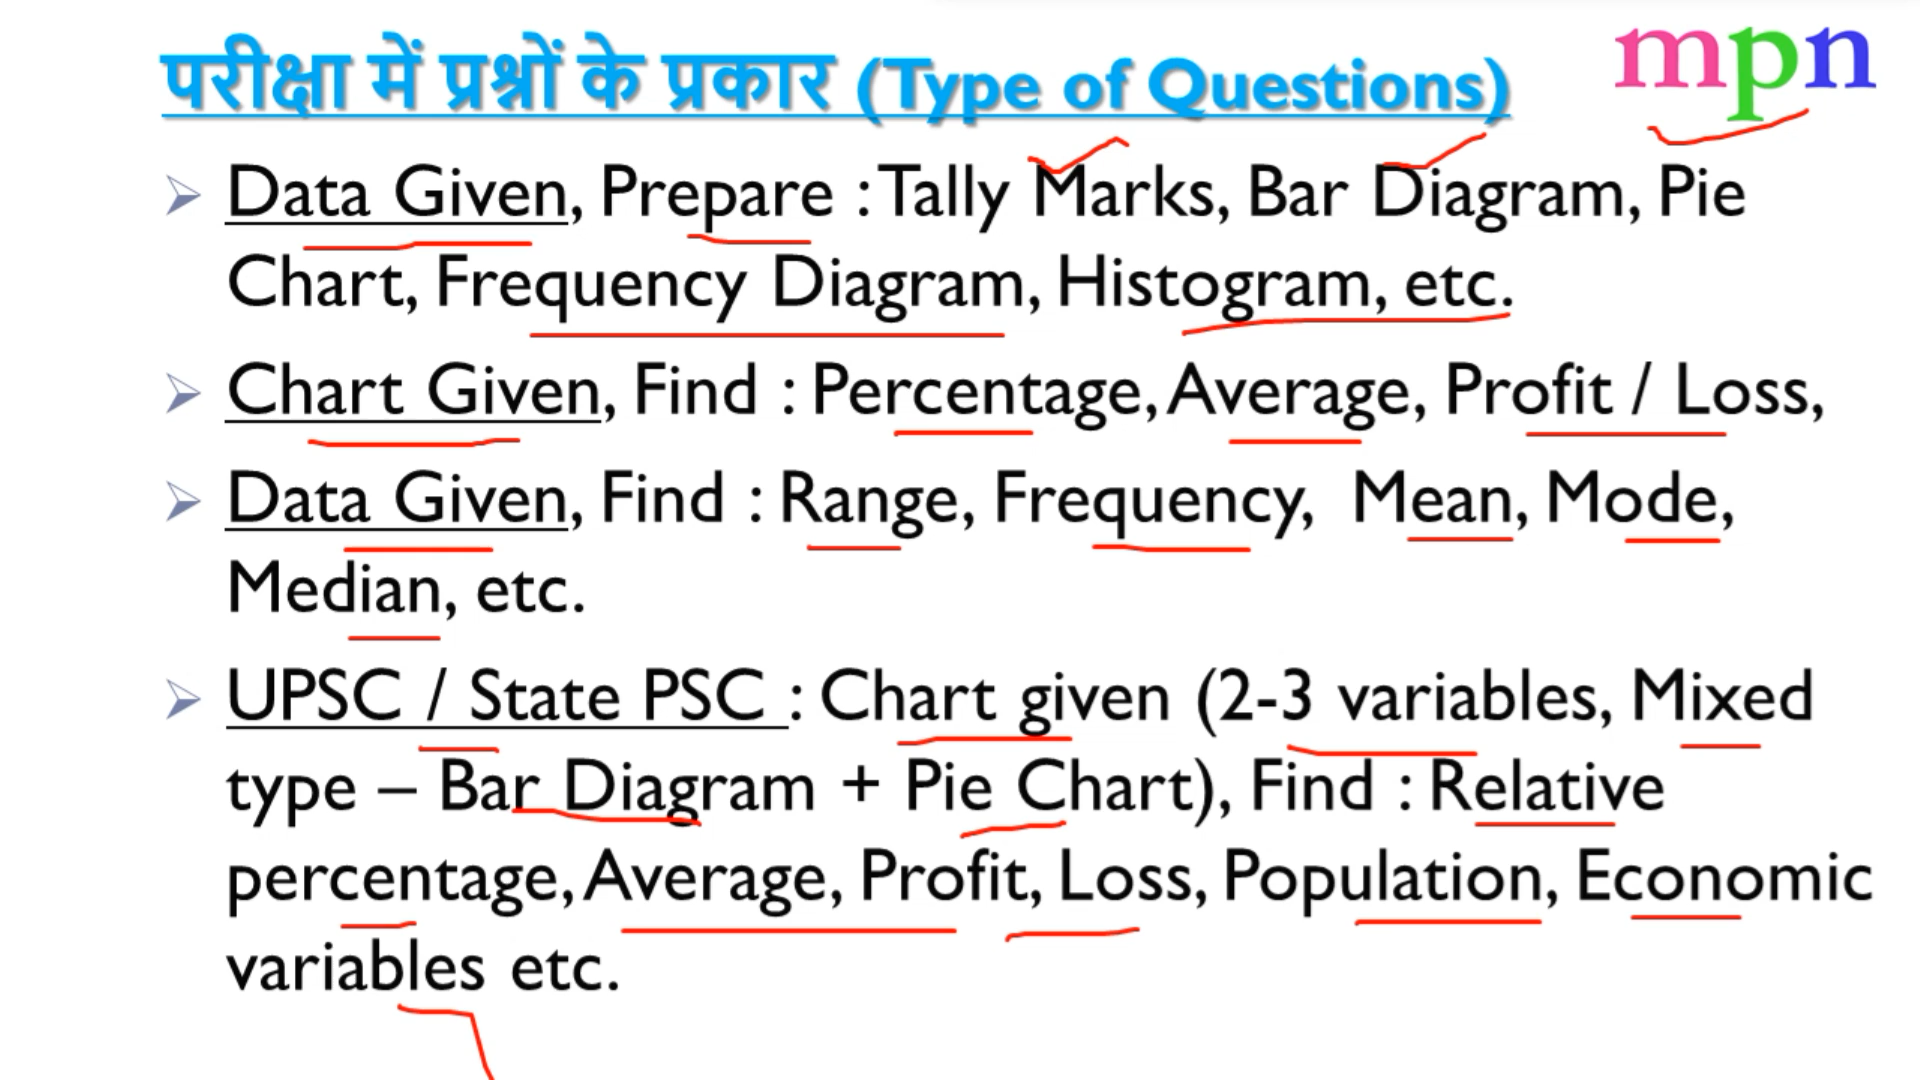 परीक्षा में प्रश्नों के प्रकार (Type of Questions)
mpn
Data Given, Prepare : Tally Marks, Bar Diagram, Pie
Chart, Frequency Diagram, Histogram, etc.
Chart Given, Find : Percentage, Average, Profit / Loss,
Data Given, Find : Range, Frequency, Mean, Mode,
Median, etc.
UPSC / State PSC : Chart given (2-3 variables, Mixed
type – Bar Diagram + Pie Chart), Find : Relative
percentage, Average, Profit, Loss, Population, Economic
variables etc.